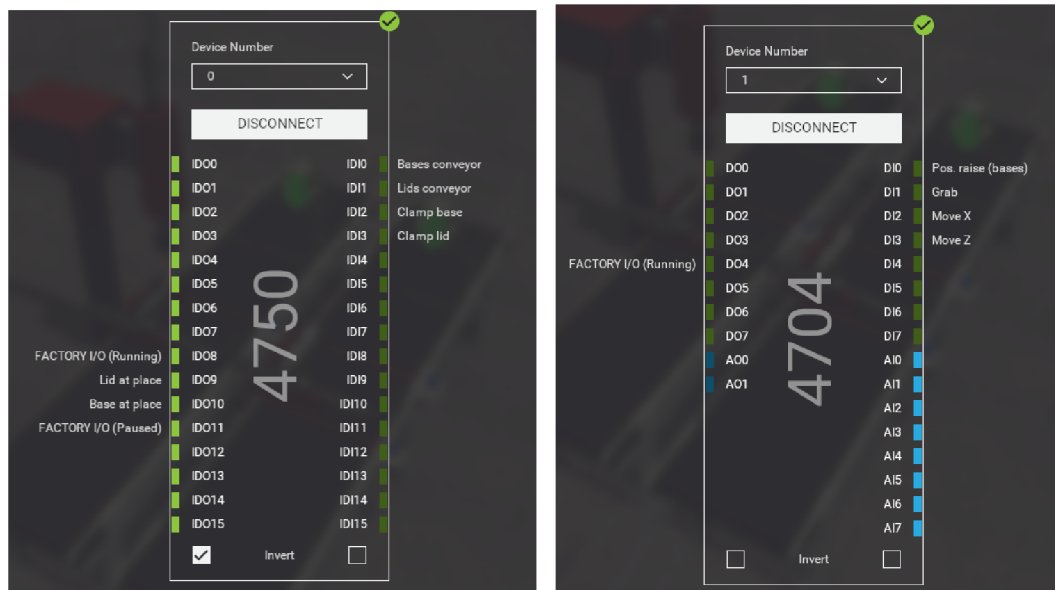 Device Number
0
DISCONNECT
IDO0 IDI0 Bases conveyor
IDO1 IDI1 Lids conveyor
IDO2 IDI2 Clamp base
IDO3 IDI3 Clamp lid
IDO4 IDI4
IDO5 IDI5
IDO6 IDI6
IDO7 IDI7
FACTORY I/O (Running) IDO8 IDI8
Lid at place IDO9 IDI9
Base at place IDO10 IDI10
FACTORY I/O (Paused) IDO11 IDI11
IDO12 IDI12
IDO13 IDI13
IDO14 IDI14
IDO15 IDI15
4750
Invert
Device Number
1
DISCONNECT
DO0 DI0 Pos. raise (bases)
DO1 DI1 Grab
DO2 DI2 Move X
DO3 DI3 Move Z
FACTORY I/O (Running) DO4 DI4
DO5 DI5
DO6 DI6
DO7 DI7
AO0 AI0
AO1 AI1
AI2
AI3
AI4
AI5
AI6
AI7
4704
Invert